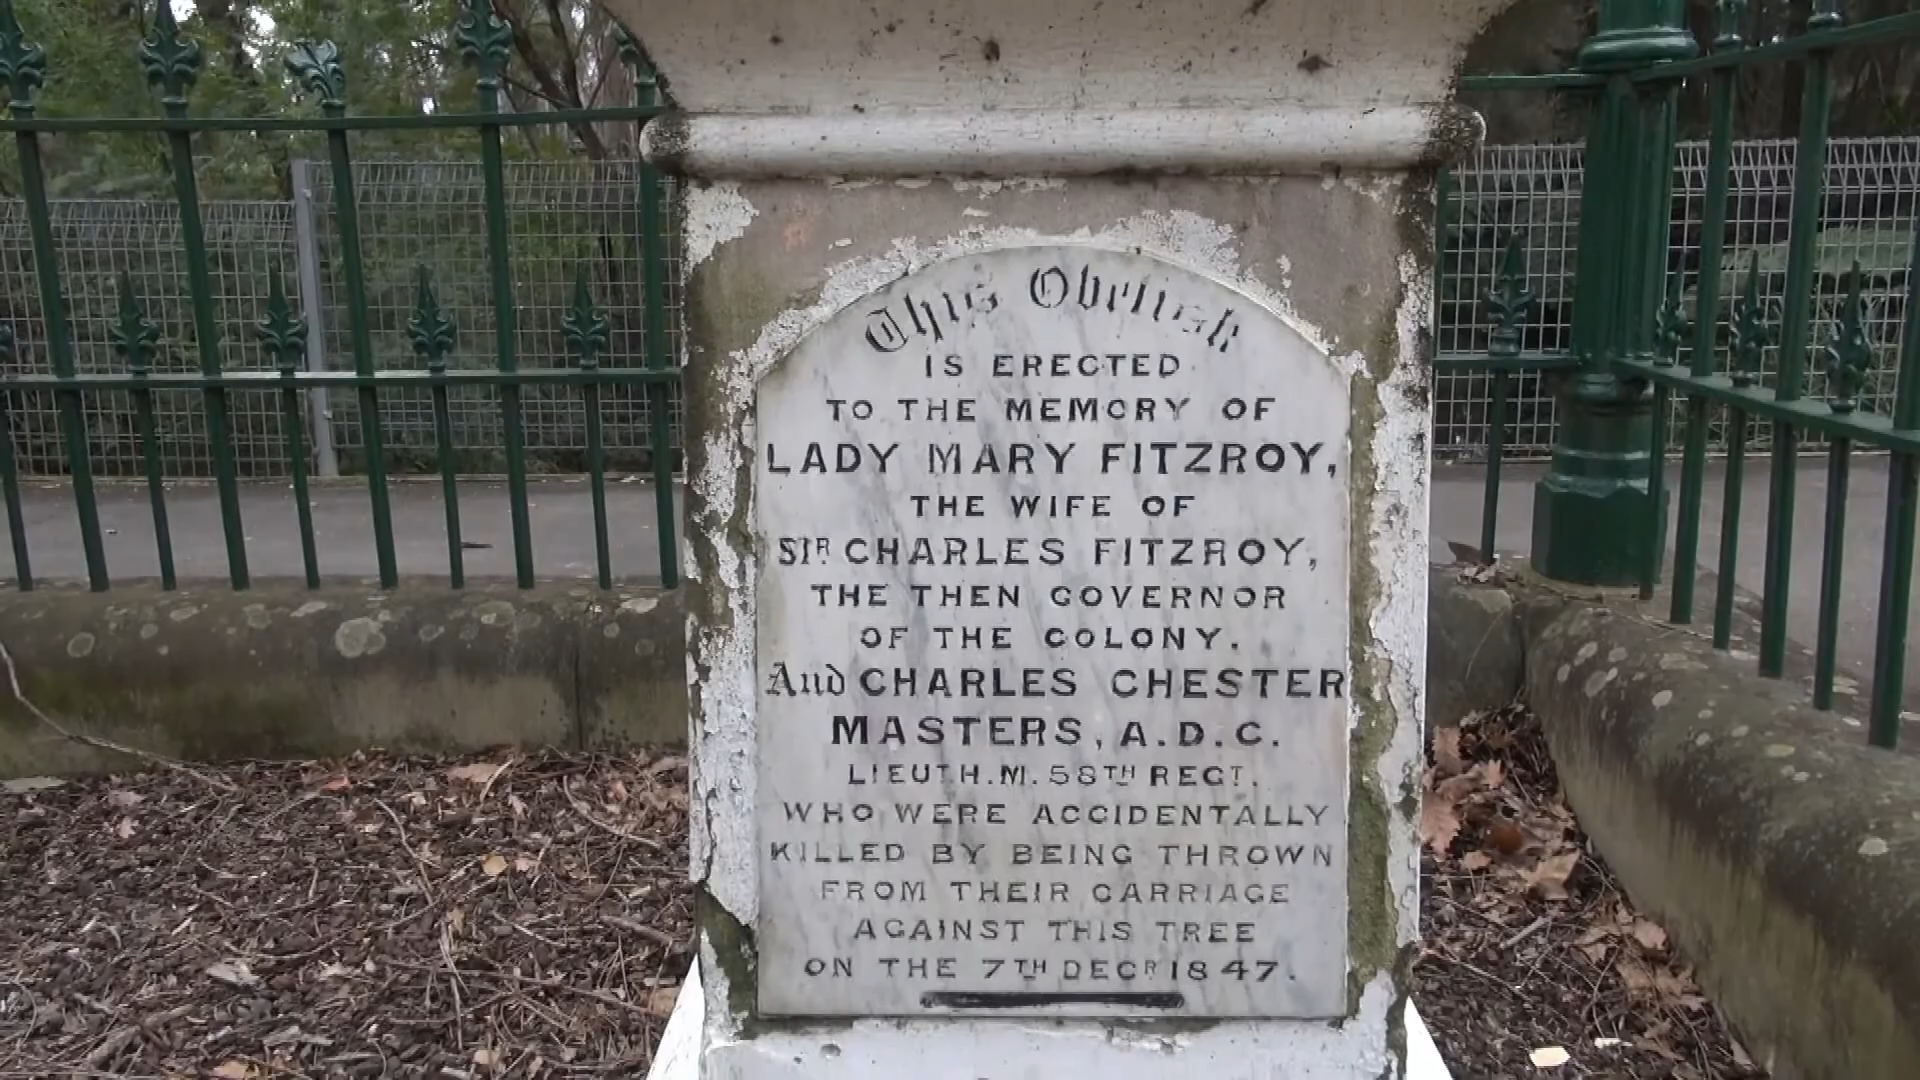 This Obelisk
IS ERECTED
TO THE MEMORY OF
LADY MARY FITZROY,
THE WIFE OF
SIR CHARLES FITZROY,
THE THEN GOVERNOR
OF THE COLONY.
And CHARLES CHESTER
MASTERS, A.D.C.
LIEUT H.M. 58TH REGT.
WHO WERE ACCIDENTALLY
KILLED BY BEING THROWN
FROM THEIR CARRIAGE
AGAINST THIS TREE
ON THE 7TH DECR 1847.